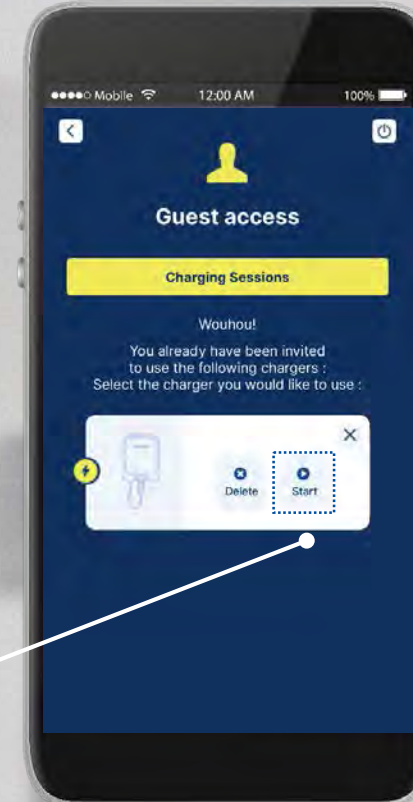 Mobile 12:00 AM 100%
Guest access
Charging Sessions
Wouhou!
You already have been invited
to use the following chargers :
Select the charger you would like to use :
Delete Start